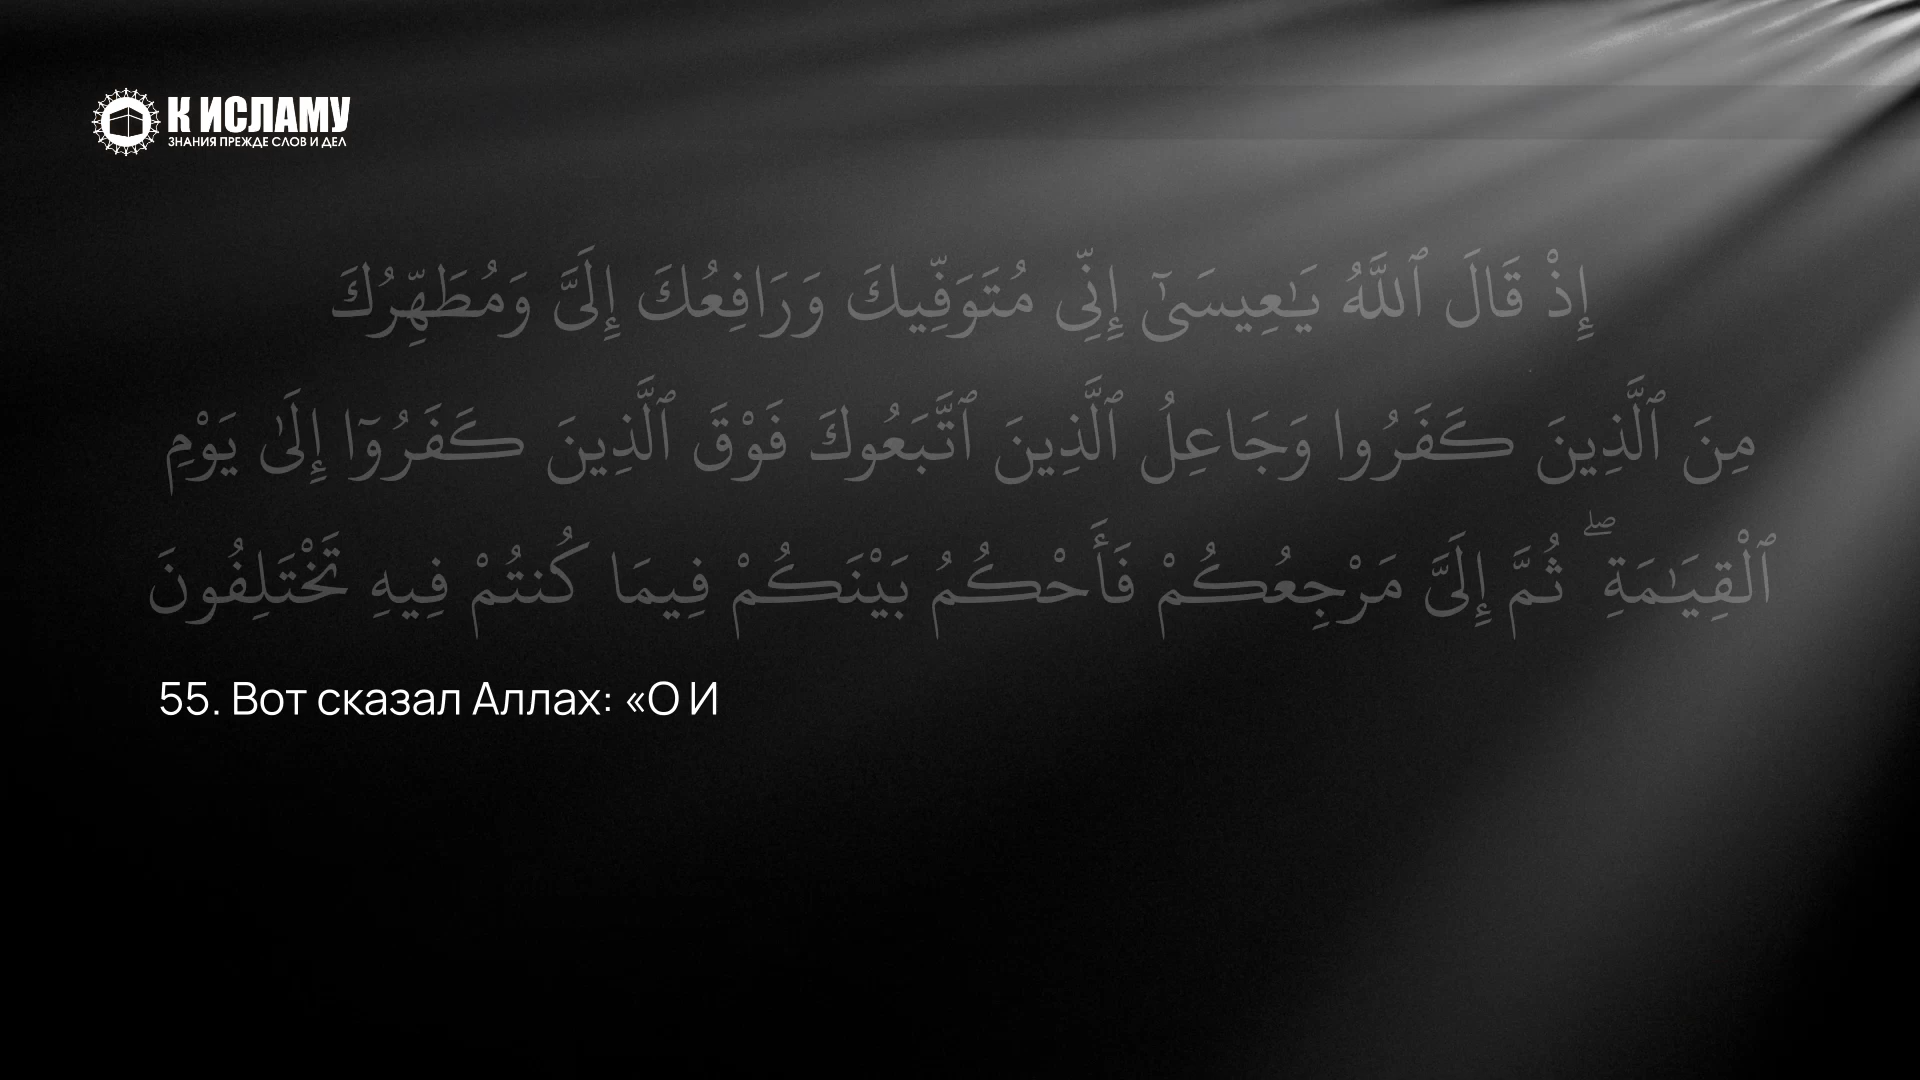 К ИСЛАМУ
ЗНАНИЯ ПРЕЖДЕ СЛОВ И ДЕЛ
إِذْ قَالَ ٱللَّهُ يَـٰعِيسَىٰٓ إِنِّى مُتَوَفِّيكَ وَرَافِعُكَ إِلَىَّ وَمُطَهِّرُكَ
مِنَ ٱلَّذِينَ كَفَرُوا وَجَاعِلُ ٱلَّذِينَ ٱتَّبَعُوكَ فَوْقَ ٱلَّذِينَ كَفَرُوٓا إِلَىٰ يَوْمِ
ٱلْقِيَـٰمَةِ ۖ ثُمَّ إِلَىَّ مَرْجِعُكُمْ فَأَحْكُمُ بَيْنَكُمْ فِيمَا كُنتُمْ فِيهِ تَخْتَلِفُونَ
55. Вот сказал Аллах: «О И